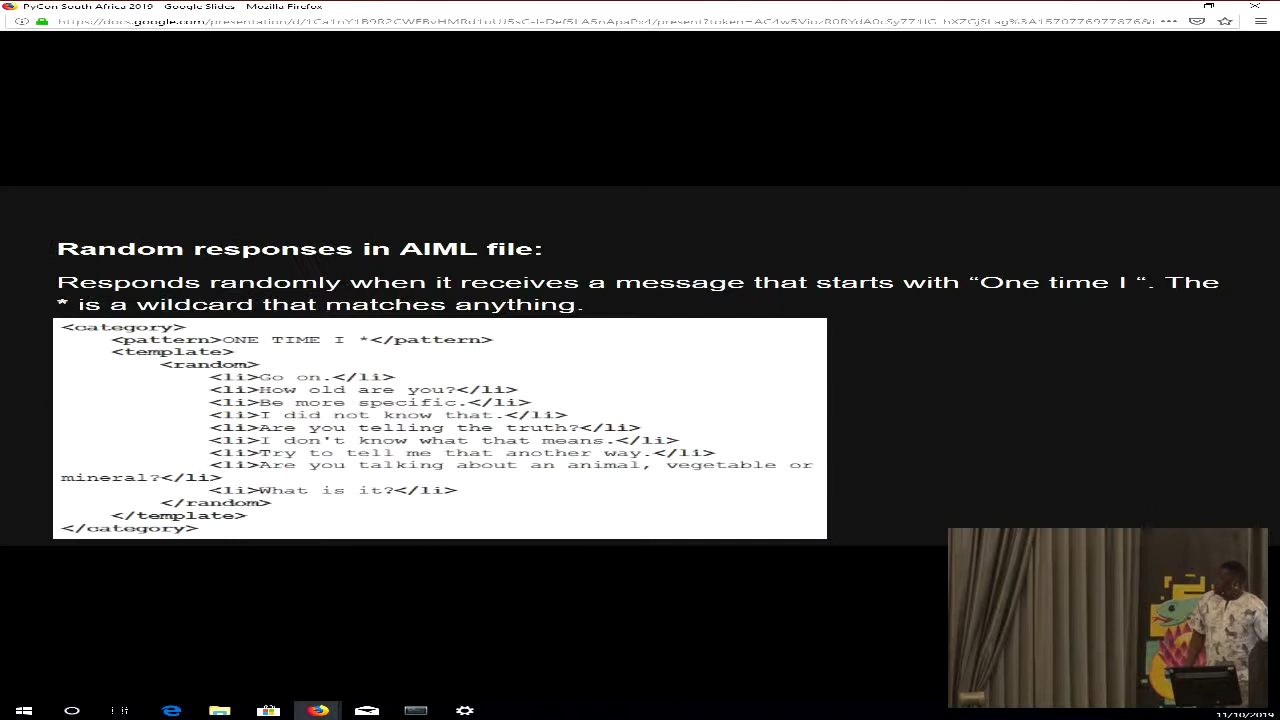 PyCon South Africa 2019 - Google Slides - Mozilla Firefox
Random responses in AIML file:
Responds randomly when it receives a message that starts with “One time I “. The
* is a wildcard that matches anything.
<category>
<pattern>ONE TIME I *</pattern>
<template>
<random>
<li>Go on.</li>
<li>How old are you?</li>
<li>Be more specific.</li>
<li>I did not know that.</li>
<li>Are you telling the truth?</li>
<li>I don't know what that means.</li>
<li>Try to tell me that another way.</li>
<li>Are you talking about an animal, vegetable or
mineral?</li>
<li>What is it?</li>
</random>
</template>
</category>
11/10/2019